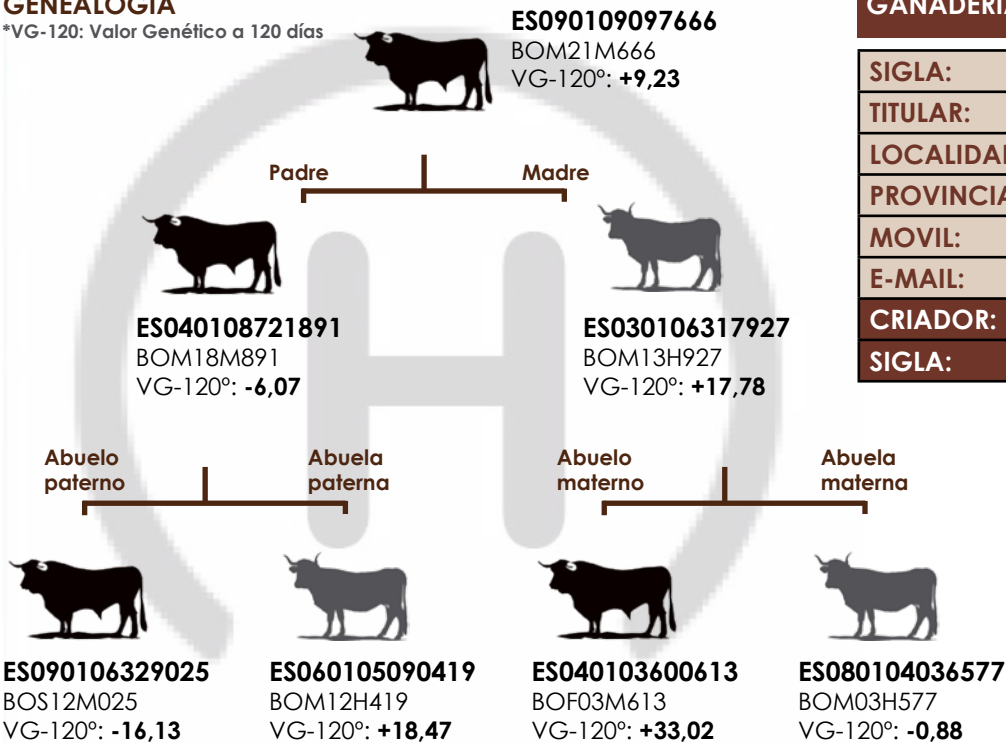 GENEALOGÍA
*VG-120: Valor Genético a 120 días
ES090109097666
BOM21M666
VG-120º: +9,23
Padre
Madre
ES040108721891
BOM18M891
VG-120º: -6,07
ES030106317927
BOM13H927
VG-120º: +17,78
Abuelo
paterno
Abuela
paterna
Abuelo
materno
Abuela
materna
ES090106329025
BOS12M025
VG-120º: -16,13
ES060105090419
BOM12H419
VG-120º: +18,47
ES040103600613
BOF03M613
VG-120º: +33,02
ES080104036577
BOM03H577
VG-120º: -0,88
GANADERÍA
SIGLA:
TITULAR:
LOCALIDAD
PROVINCIA
MOVIL:
E-MAIL:
CRIADOR:
SIGLA:
H